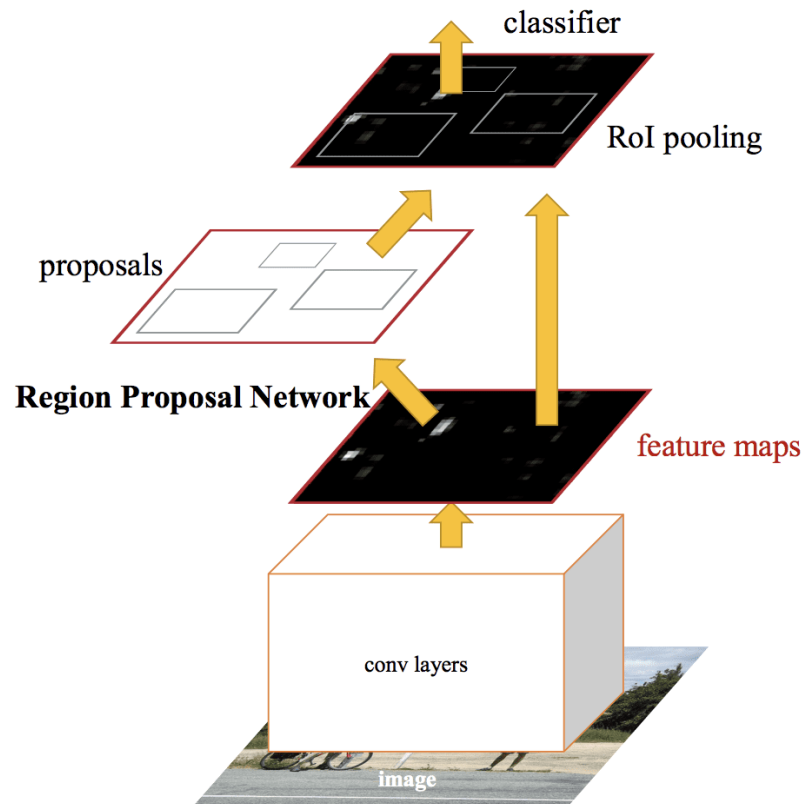 classifier
RoI pooling
proposals
Region Proposal Network
feature maps
conv layers
image